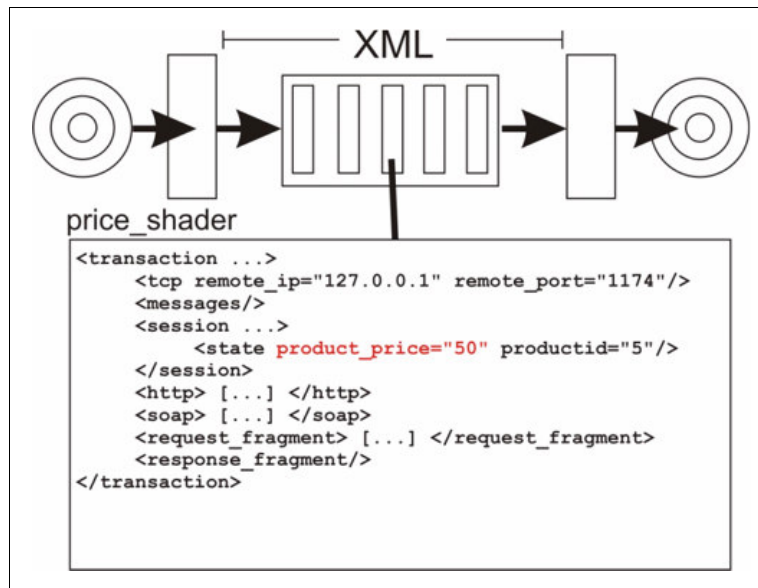 XML
price_shader
<transaction ...>
<tcp remote_ip="127.0.0.1" remote_port="1174"/>
<messages/>
<session ...>
<state product_price="50" productid="5"/>
</session>
<http> [...] </http>
<soap> [...] </soap>
<request_fragment> [...] </request_fragment>
<response_fragment/>
</transaction>